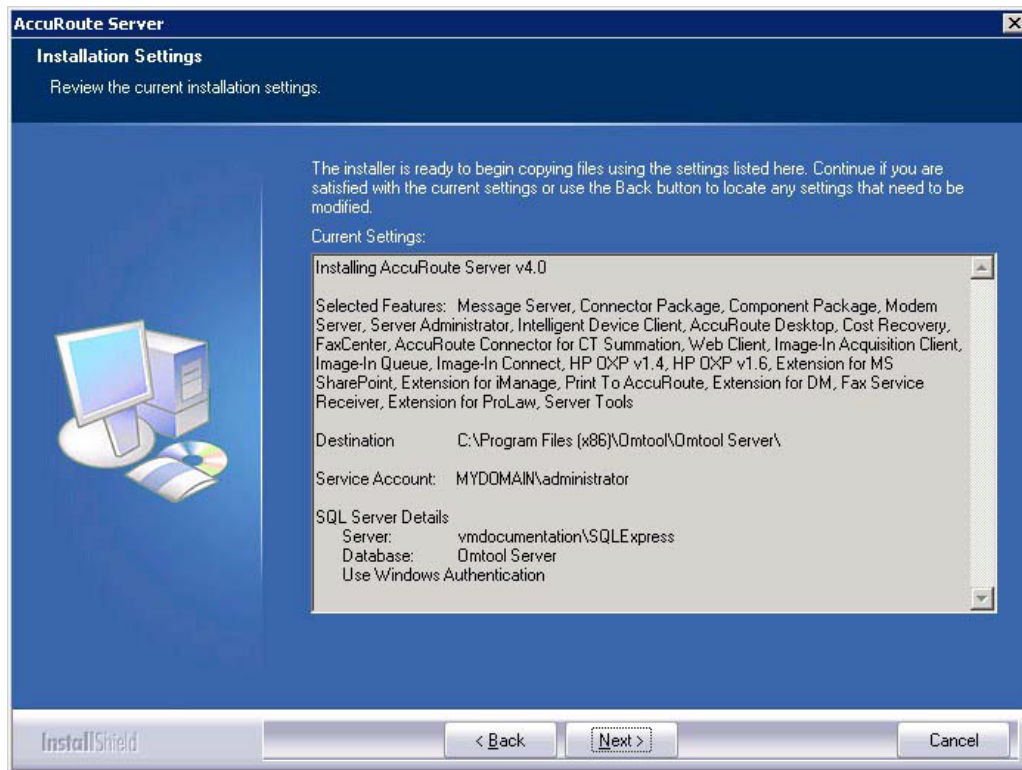 AccuRoute Server
Installation Settings
Review the current installation settings.
The installer is ready to begin copying files using the settings listed here. Continue if you are
satisfied with the current settings or use the Back button to locate any settings that need to be
modified.
Current Settings:
Installing AccuRoute Server v4.0
Selected Features: Message Server, Connector Package, Component Package, Modem
Server, Server Administrator, Intelligent Device Client, AccuRoute Desktop, Cost Recovery,
FaxCenter, AccuRoute Connector for CT Summation, Web Client, Image-In Acquisition Client,
Image-In Queue, Image-In Connect, HP OXP v1.4, HP OXP v1.6, Extension for MS
SharePoint, Extension for iManage, Print To AccuRoute, Extension for DM, Fax Service
Receiver, Extension for ProLaw, Server Tools
Destination C:\Program Files (x86)\Omtool\Omtool Server\
Service Account: MYDOMAIN\administrator
SQL Server Details
Server: vmdocumentation\SQLExpress
Database: Omtool Server
Use Windows Authentication
InstallShield
< Back
Next >
Cancel